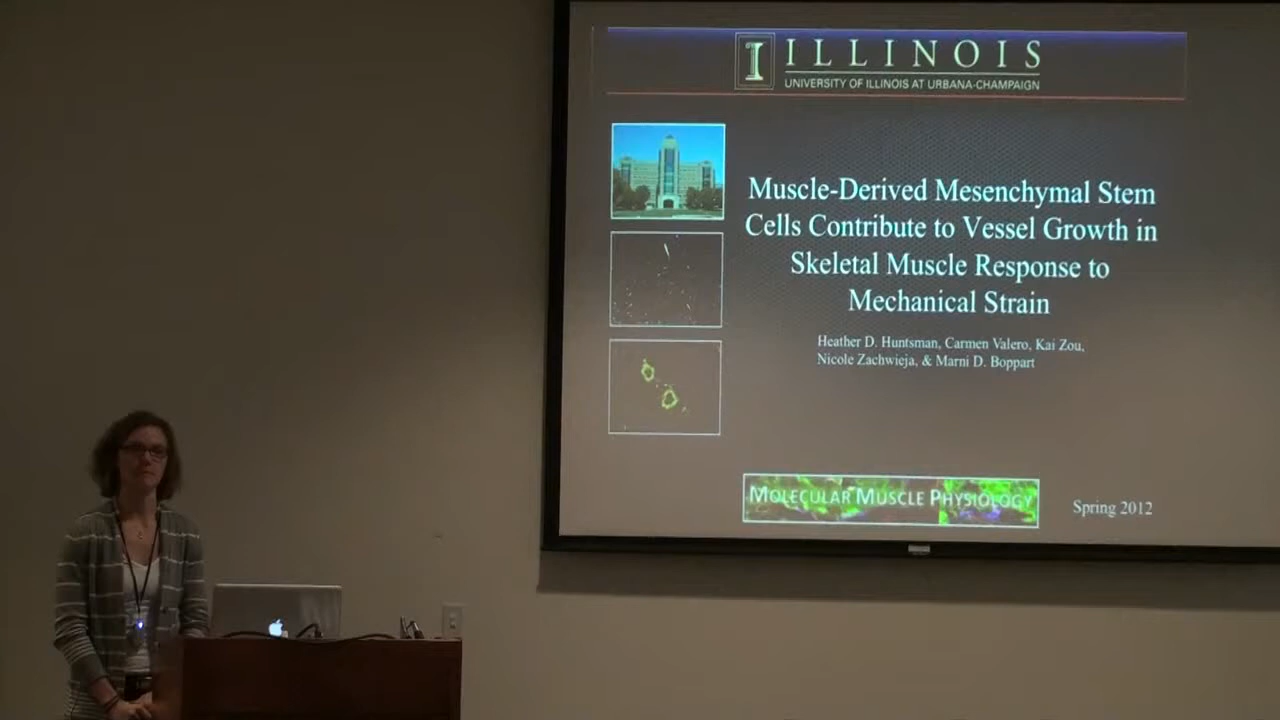 I ILLINOIS
UNIVERSITY OF ILLINOIS AT URBANA-CHAMPAIGN
Muscle-Derived Mesenchymal Stem
Cells Contribute to Vessel Growth in
Skeletal Muscle Response to
Mechanical Strain
Heather D. Huntsman, Carmen Valero, Kai Zou,
Nicole Zachwieja, & Marni D. Boppart
MOLECULAR MUSCLE PHYSIOLOGY
Spring 2012